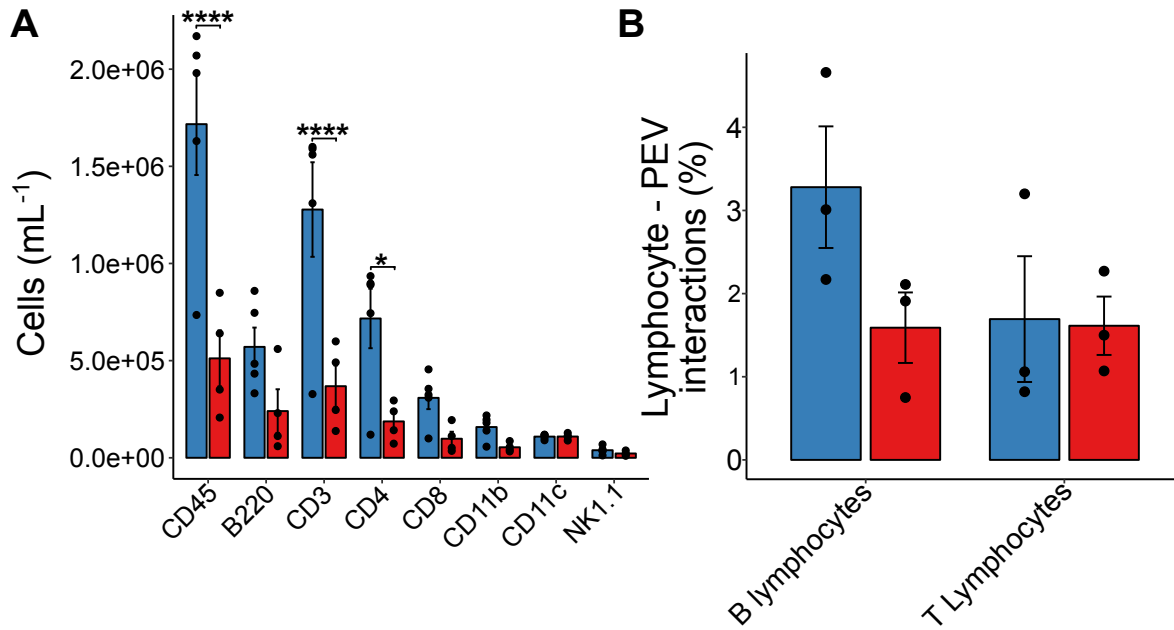 A
Cells (mL⁻¹)
2.0e+06
1.5e+06
1.0e+06
5.0e+05
0.0e+00
****
****
*
CD45
B220
CD3
CD4
CD8
CD11b
CD11c
NK1.1
B
Lymphocyte - PEV
interactions (%)
4
3
2
1
0
B lymphocytes
T Lymphocytes